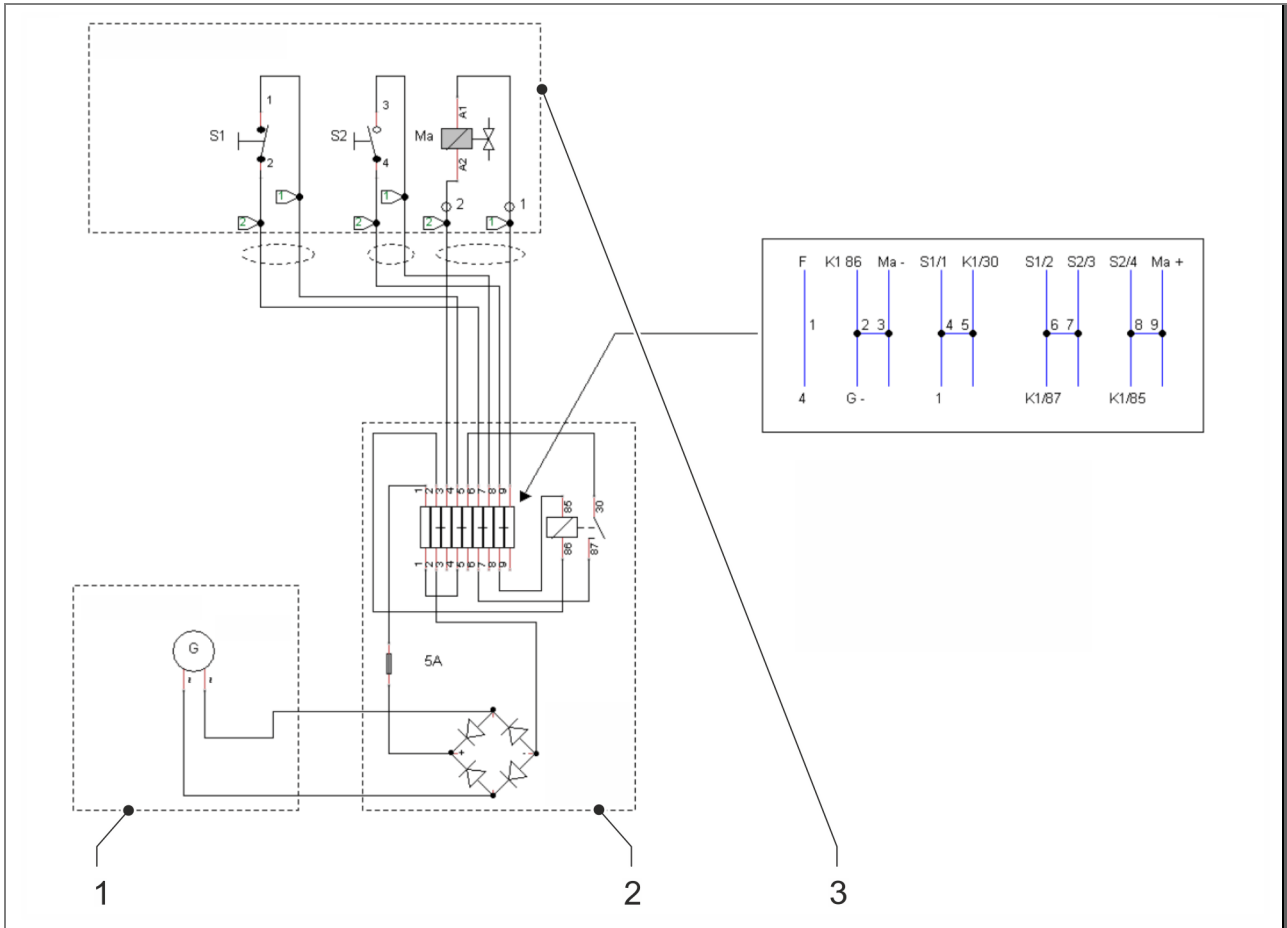 1 3 A1
S1 S2 Ma
2 4 A2
1 1
2 2 2 2 1 1
F K1 86 Ma - S1/1 K1/30 S1/2 S2/3 S2/4 Ma +
1 2 3 4 5 6 7 8 9
4 G - 1 K1/87 K1/85
1 2 3 4 5 6 7 8 9 85 30
86 87
1 2 3 4 5 6 7 8 9
G 5A
~ ~
+ -
1 2 3